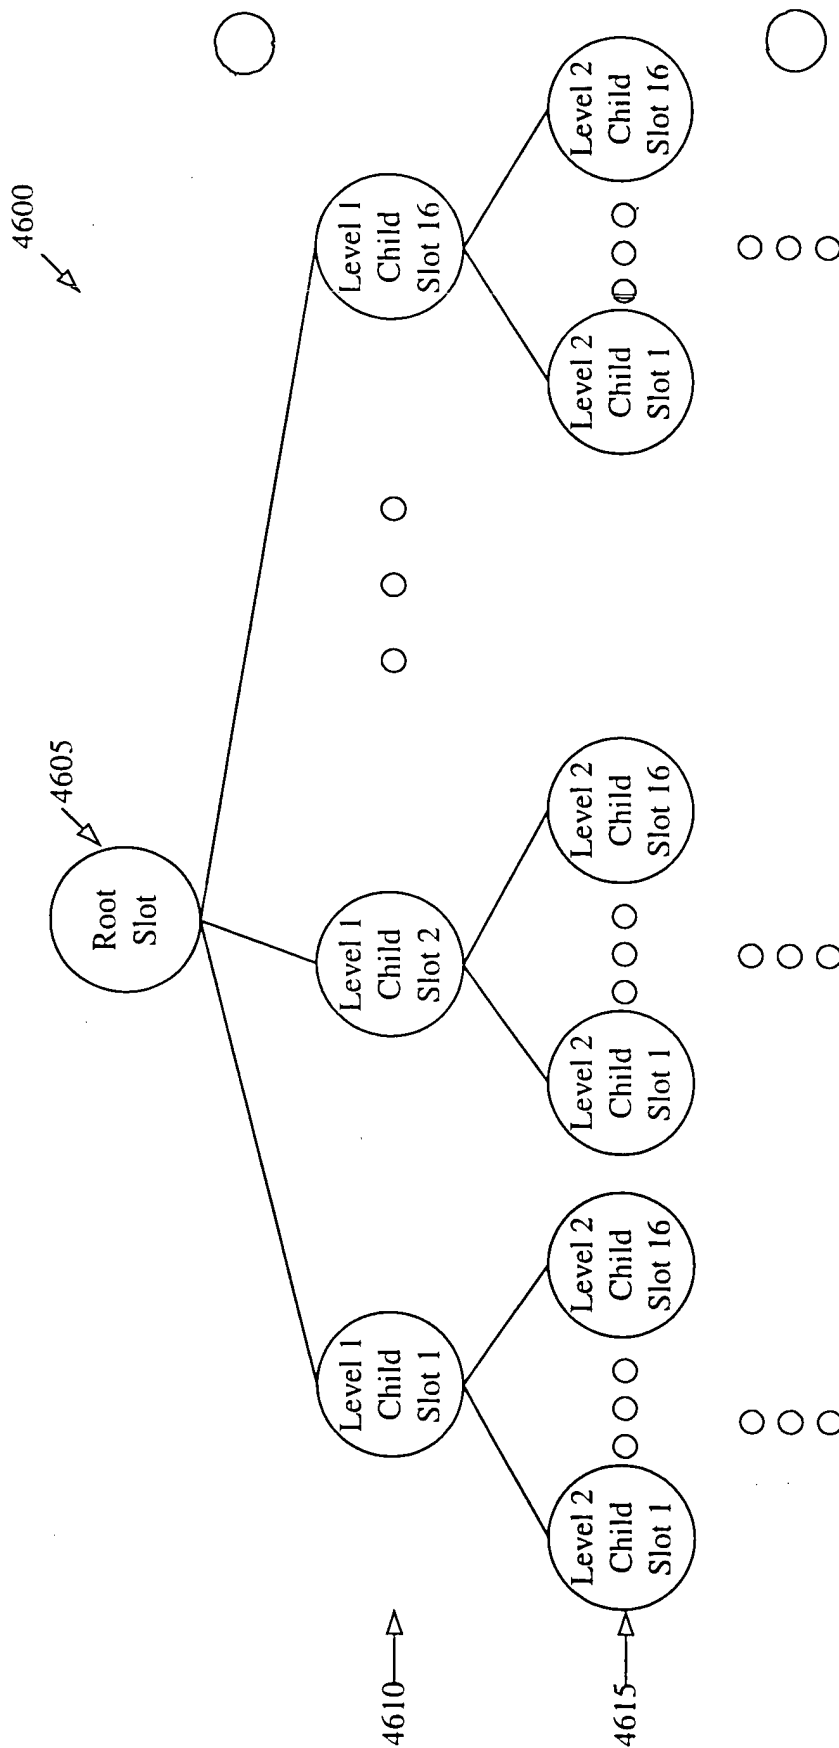 4600
4605
Root
Slot
4610
Level 1
Child
Slot 1
Level 1
Child
Slot 2
Level 1
Child
Slot 16
4615
Level 2
Child
Slot 1
Level 2
Child
Slot 16
Level 2
Child
Slot 1
Level 2
Child
Slot 16
Level 2
Child
Slot 1
Level 2
Child
Slot 16